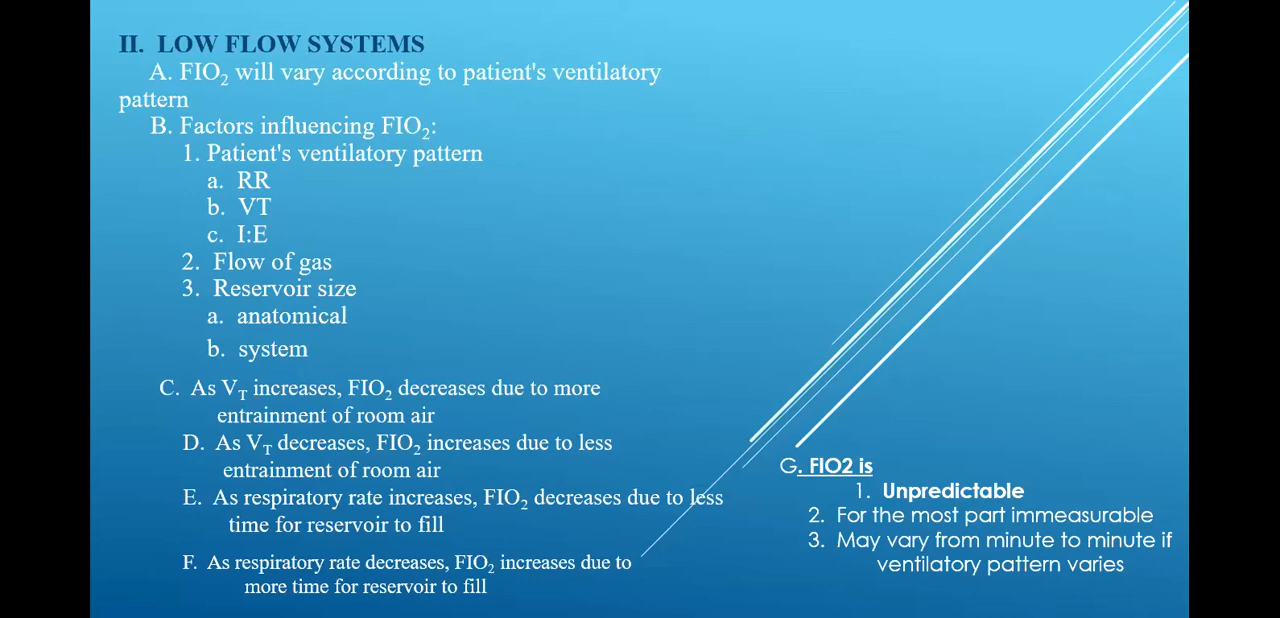 II. LOW FLOW SYSTEMS
A. FIO2 will vary according to patient's ventilatory
pattern
B. Factors influencing FIO2:
1. Patient's ventilatory pattern
a. RR
b. VT
c. I:E
2. Flow of gas
3. Reservoir size
a. anatomical
b. system
C. As VT increases, FIO2 decreases due to more
entrainment of room air
D. As VT decreases, FIO2 increases due to less
entrainment of room air
E. As respiratory rate increases, FIO2 decreases due to less
time for reservoir to fill
F. As respiratory rate decreases, FIO2 increases due to
more time for reservoir to fill
G. FIO2 is
1. Unpredictable
2. For the most part immeasurable
3. May vary from minute to minute if
ventilatory pattern varies